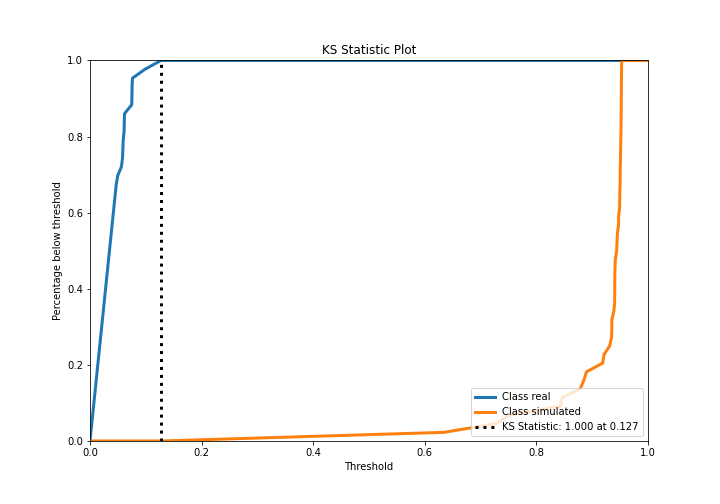 KS Statistic Plot
Percentage below threshold
1.0
0.8
0.6
0.4
0.2
0.0
0.0 0.2 0.4 0.6 0.8 1.0
Threshold
Class real
Class simulated
KS Statistic: 1.000 at 0.127